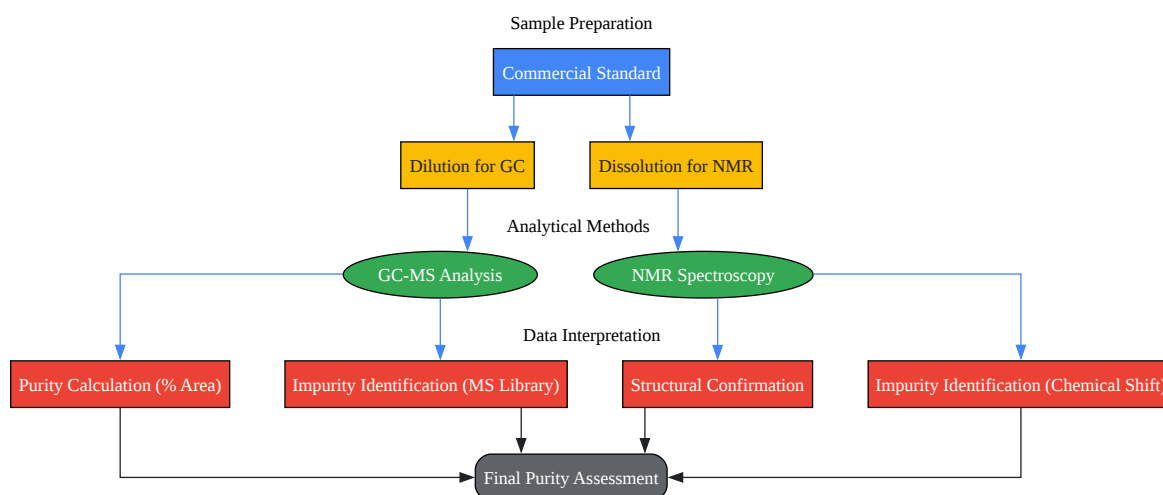 Sample Preparation
Commercial Standard
Dilution for GC
Dissolution for NMR
Analytical Methods
GC-MS Analysis
NMR Spectroscopy
Data Interpretation
Purity Calculation (% Area)
Impurity Identification (MS Library)
Structural Confirmation
Impurity Identification (Chemical Shift)
Final Purity Assessment